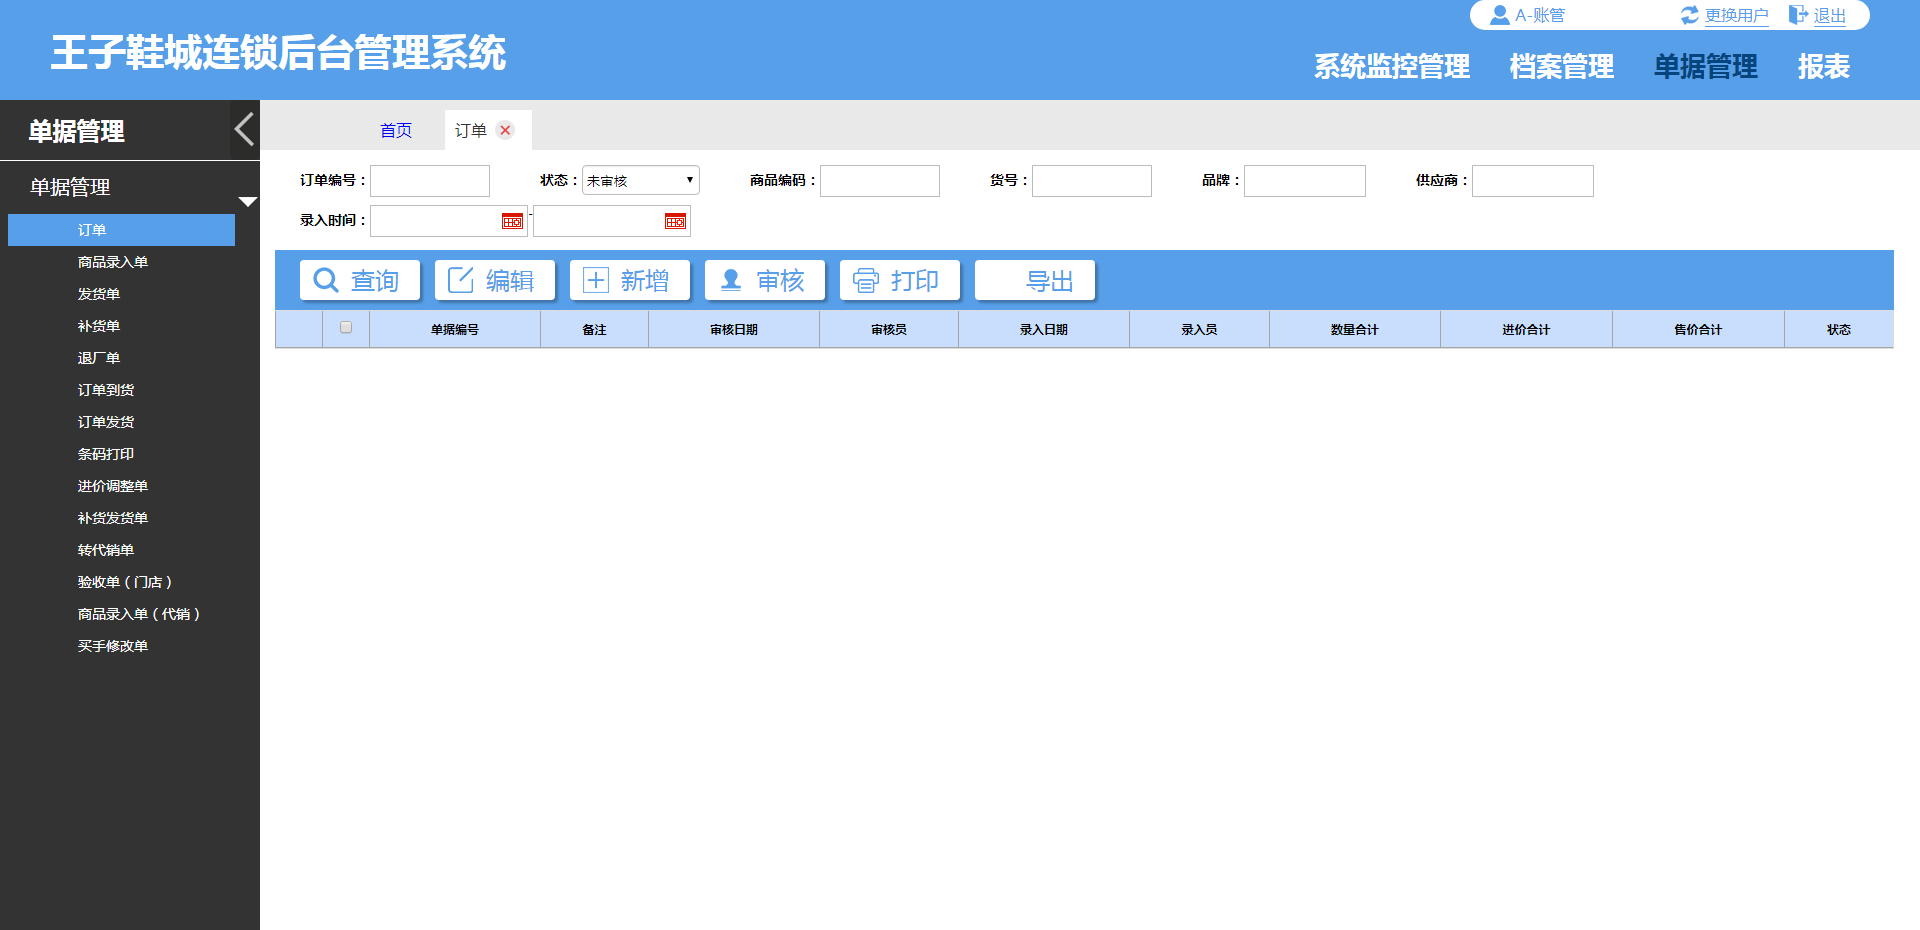 A-账管 更换用户 退出
王子鞋城连锁后台管理系统
系统监控管理 档案管理 单据管理 报表
单据管理
首页 订单
单据管理
订单
商品录入单
发货单
补货单
退厂单
订单到货
订单发货
条码打印
进价调整单
补货发货单
转代销单
验收单（门店）
商品录入单（代销）
买手修改单
订单编号： 状态： 未审核 商品编码： 货号： 品牌： 供应商：
录入时间： -
查询 编辑 新增 审核 打印 导出
单据编号 备注 审核日期 审核员 录入日期 录入员 数量合计 进价合计 售价合计 状态